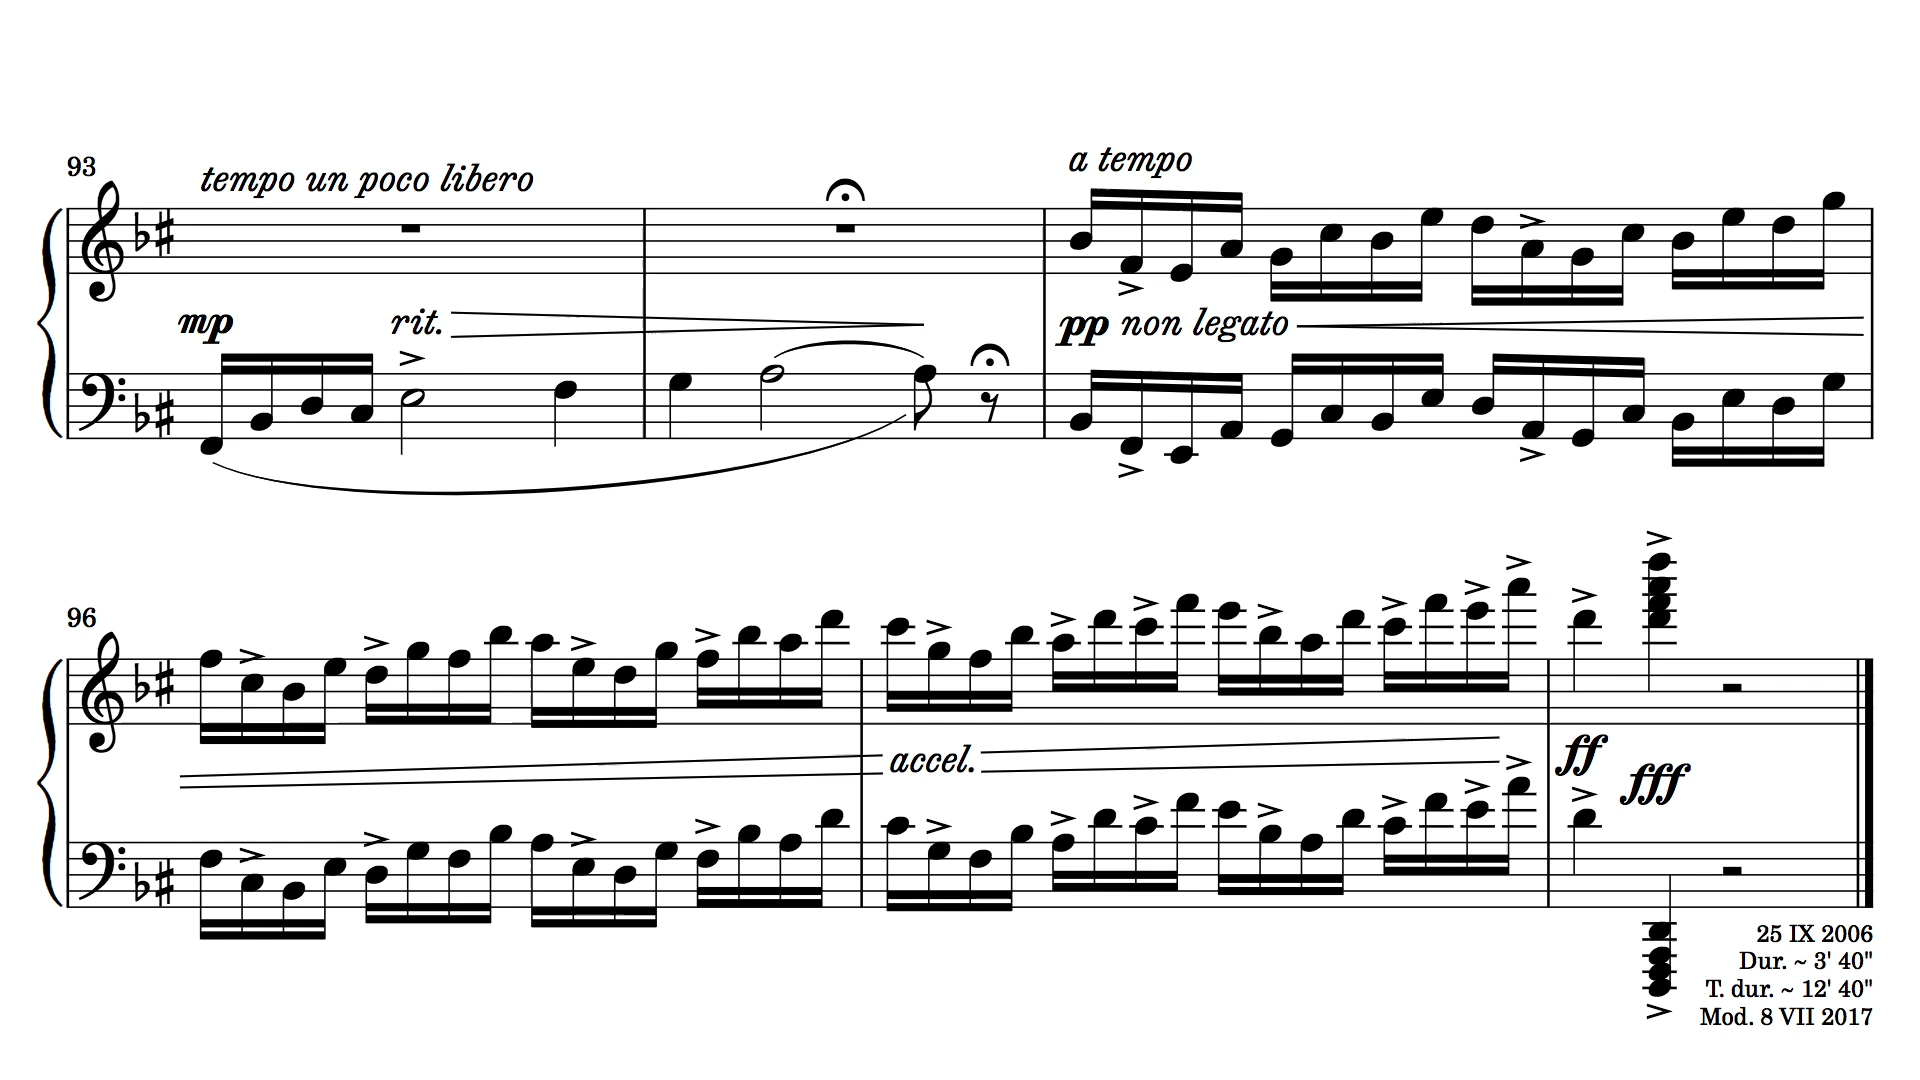 93
tempo un poco libero
a tempo
mp rit.
pp non legato
96
accel.
ff
fff
25 IX 2006
Dur. ~ 3' 40"
T. dur. ~ 12' 40"
Mod. 8 VII 2017